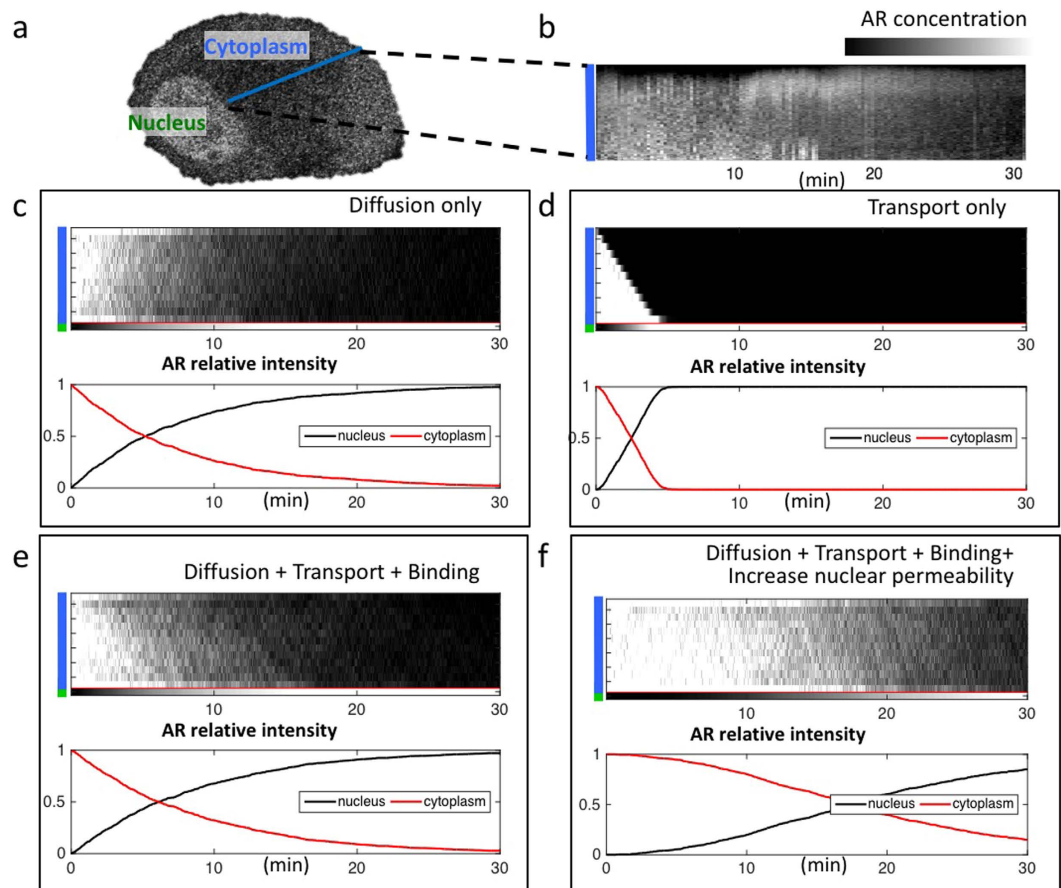 a
Cytoplasm
Nucleus
b
AR concentration
10
(min)
20
30
c
Diffusion only
0
10
20
30
AR relative intensity
1
0.5
0
nucleus
cytoplasm
0
10
(min)
20
30
d
Transport only
0
10
20
30
AR relative intensity
1
0.5
0
nucleus
cytoplasm
0
10
(min)
20
30
e
Diffusion + Transport + Binding
0
10
20
30
AR relative intensity
1
0.5
0
nucleus
cytoplasm
0
10
(min)
20
30
f
Diffusion + Transport + Binding+
Increase nuclear permeability
0
10
20
30
AR relative intensity
1
0.5
0
nucleus
cytoplasm
0
10
(min)
20
30